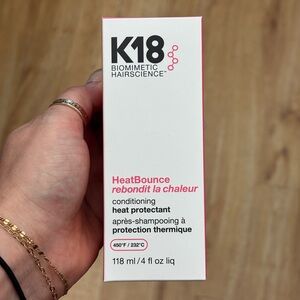 K18
BIOMIMETIC
HAIRSCIENCE™
HeatBounce
rebondit la chaleur
conditioning
heat protectant
après-shampooing à
protection thermique
450°F / 232°C
118 ml/4 fl oz liq